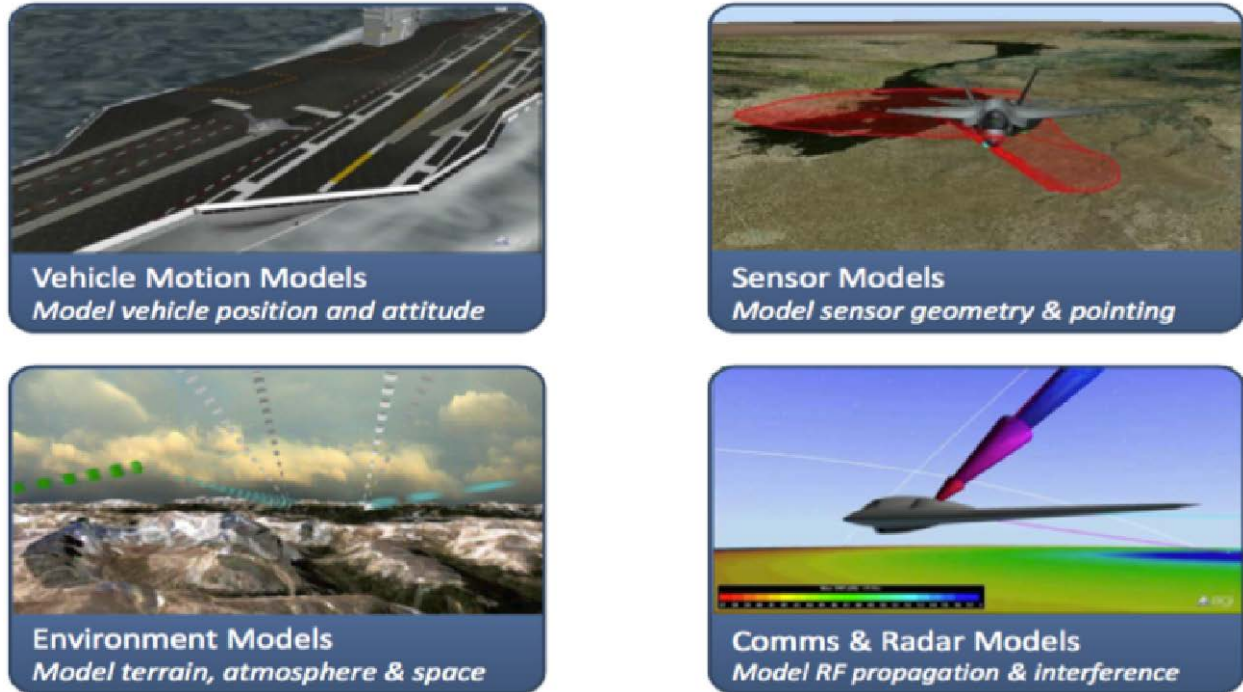 Vehicle Motion Models
Model vehicle position and attitude
Sensor Models
Model sensor geometry & pointing
Environment Models
Model terrain, atmosphere & space
Comms & Radar Models
Model RF propagation & interference